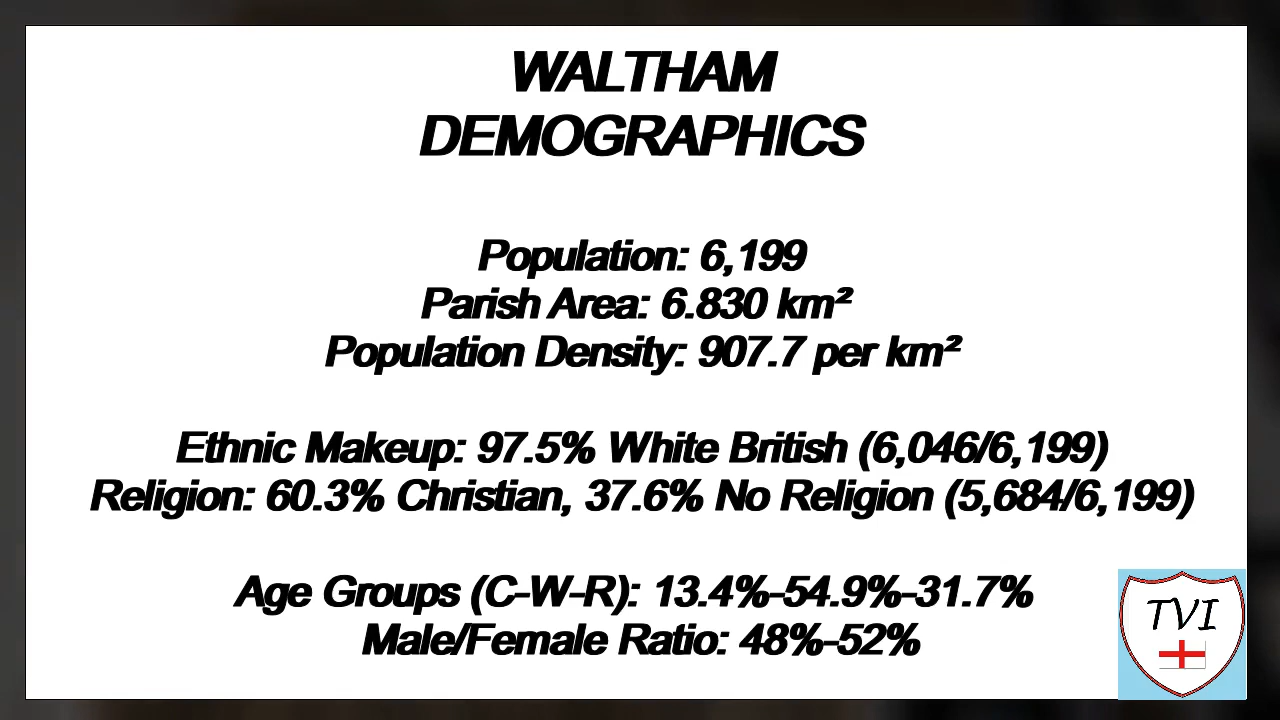 WALTHAM
DEMOGRAPHICS
Population: 6,199
Parish Area: 6.830 km²
Population Density: 907.7 per km²
Ethnic Makeup: 97.5% White British (6,046/6,199)
Religion: 60.3% Christian, 37.6% No Religion (5,684/6,199)
Age Groups (C-W-R): 13.4%-54.9%-31.7%
Male/Female Ratio: 48%-52%
TVI